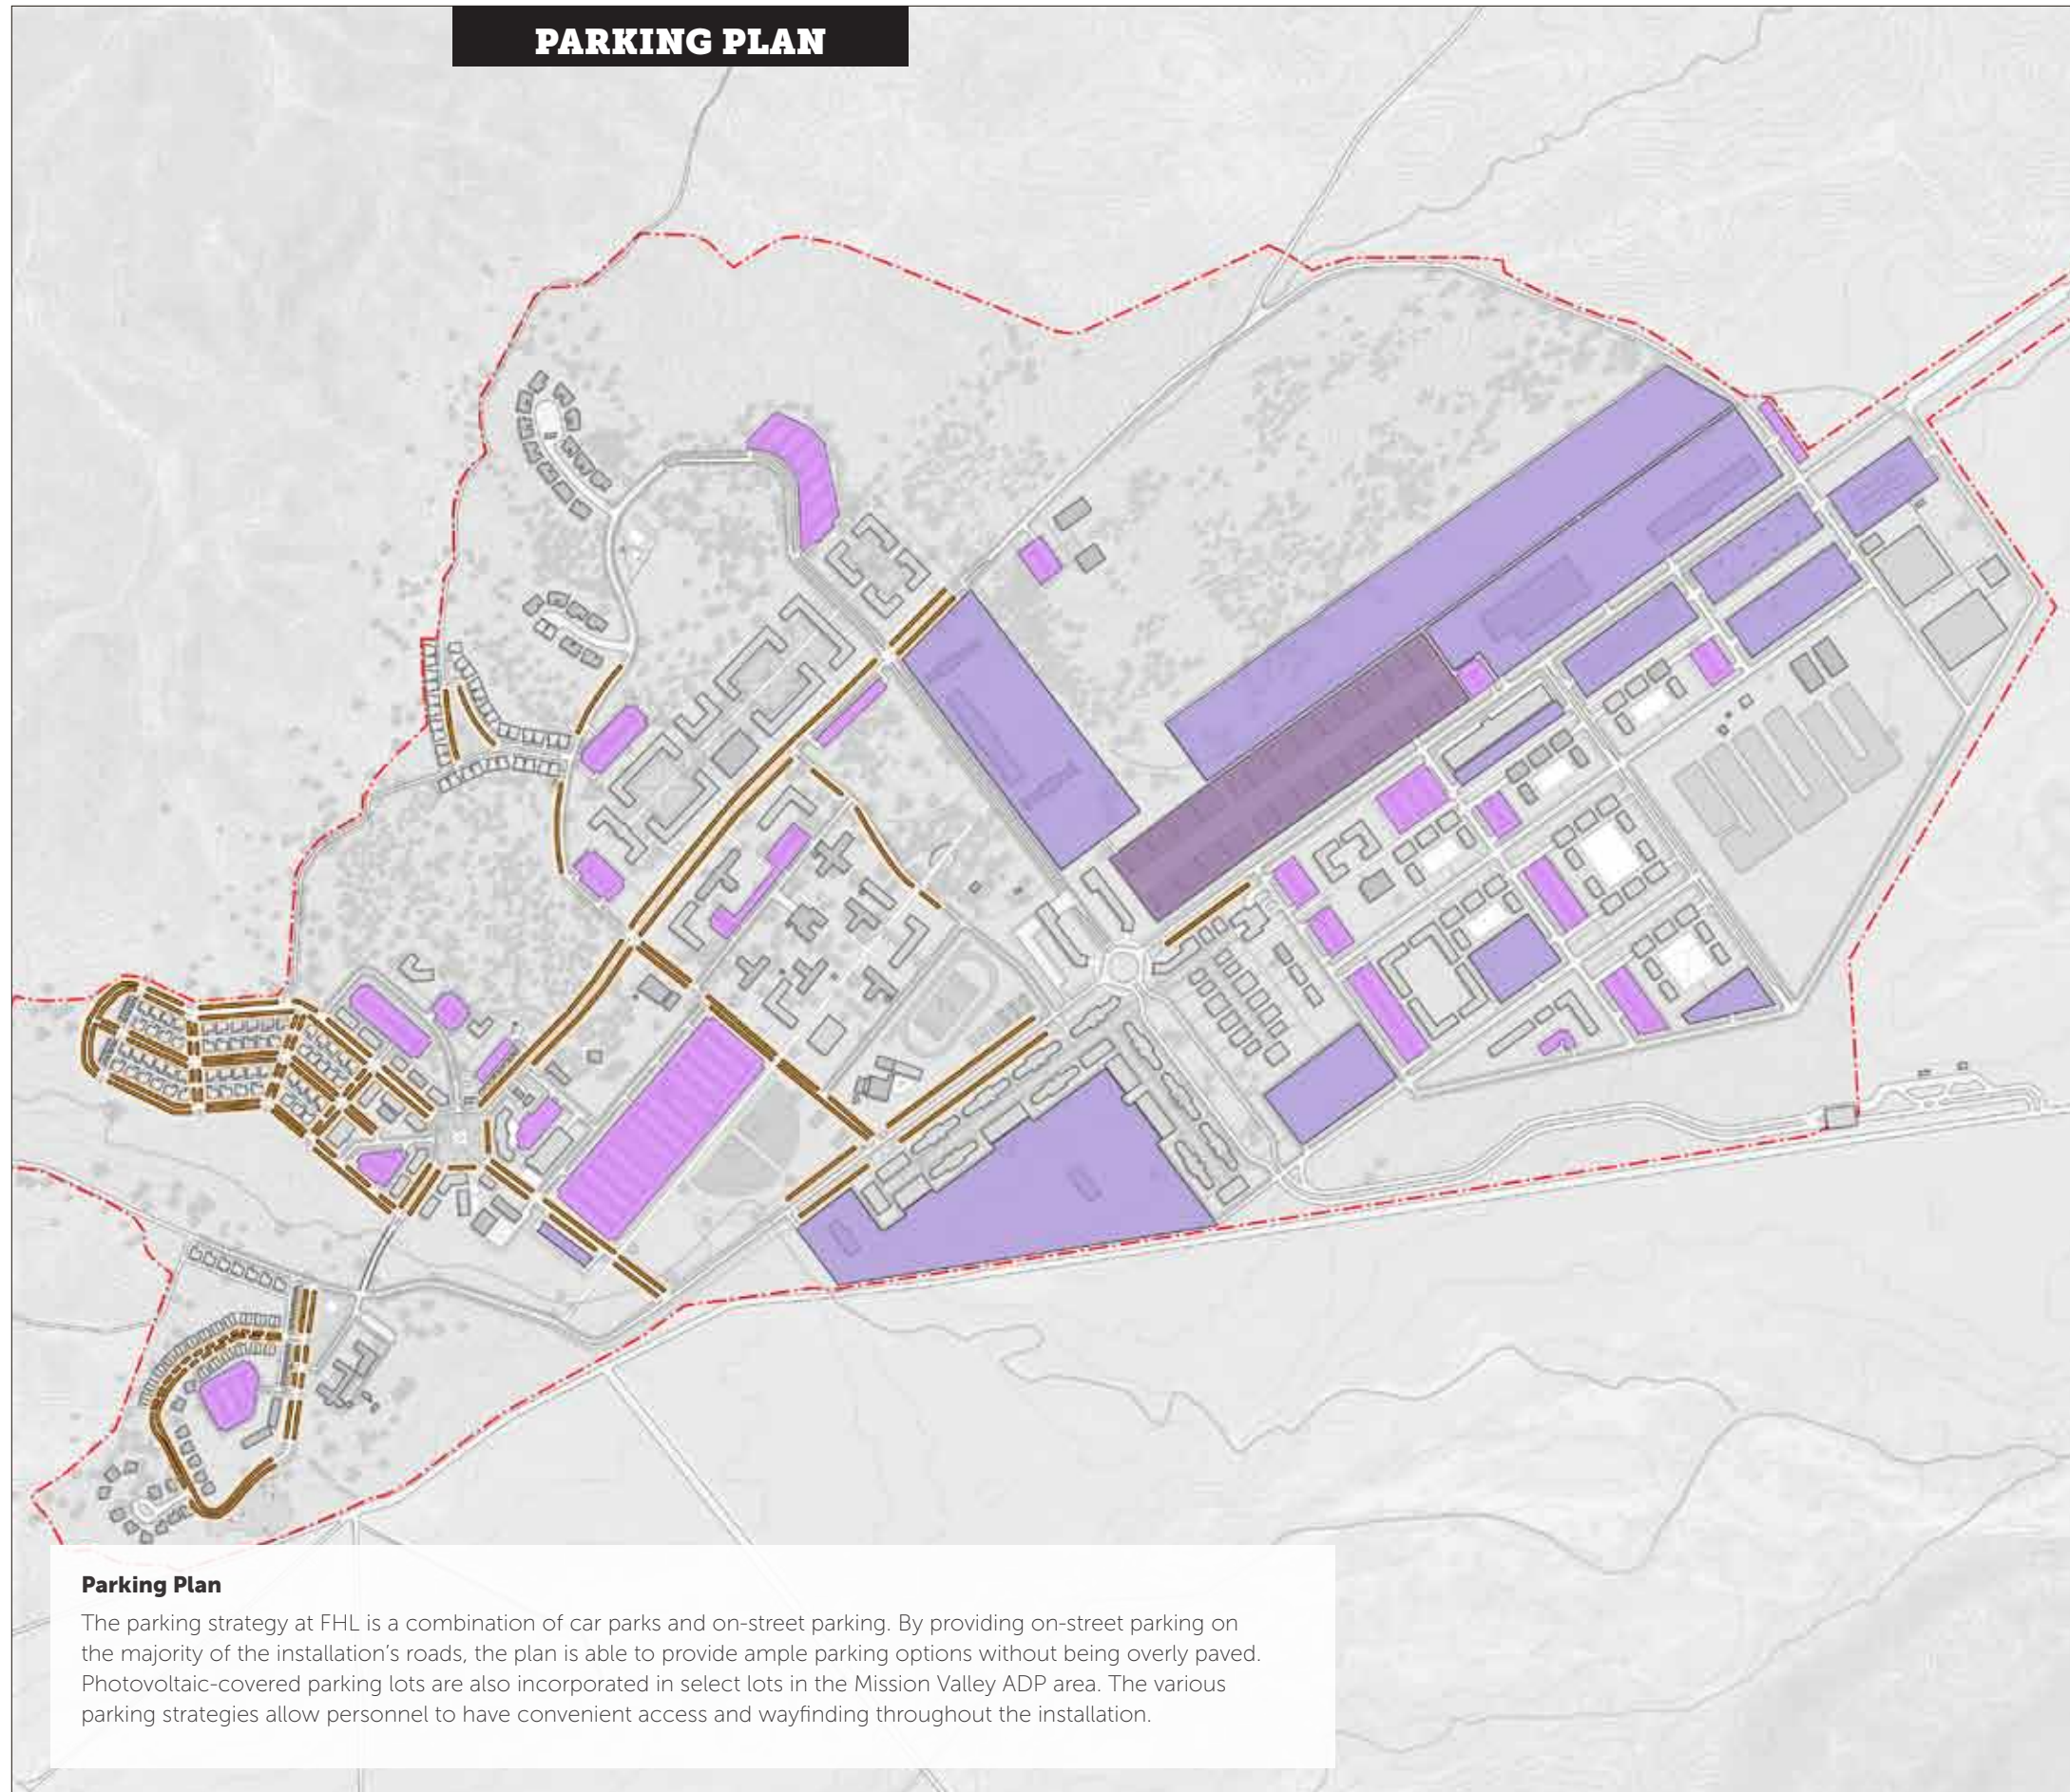 PARKING PLAN
Parking Plan
The parking strategy at FHL is a combination of car parks and on-street parking. By providing on-street parking on
the majority of the installation's roads, the plan is able to provide ample parking options without being overly paved.
Photovoltaic-covered parking lots are also incorporated in select lots in the Mission Valley ADP area. The various
parking strategies allow personnel to have convenient access and wayfinding throughout the installation.